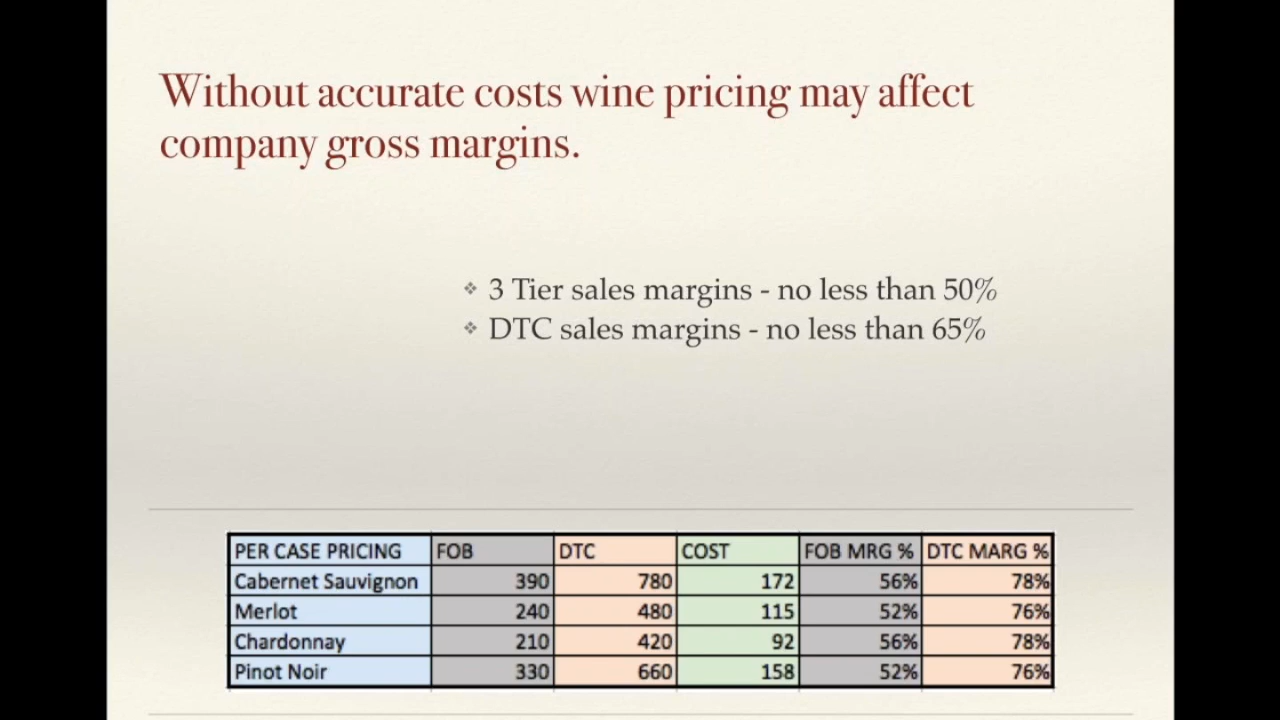 Without accurate costs wine pricing may affect
company gross margins.
❖ 3 Tier sales margins - no less than 50%
❖ DTC sales margins - no less than 65%
PER CASE PRICING FOB DTC COST FOB MRG % DTC MARG %
Cabernet Sauvignon 390 780 172 56% 78%
Merlot 240 480 115 52% 76%
Chardonnay 210 420 92 56% 78%
Pinot Noir 330 660 158 52% 76%